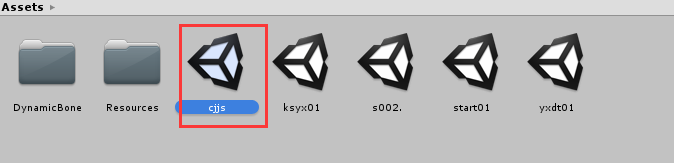 Assets
DynamicBone Resources cjjs ksyx01 s002. start01 yxdt01